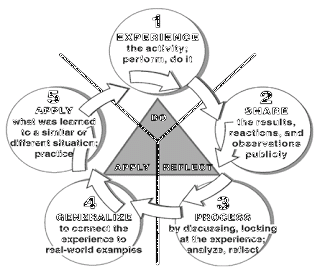 1
EXPERIENCE
the activity;
perform, do it
2
SHARE
the results,
reactions, and
observations
publicly
3
PROCESS
by discussing, looking
at the experience;
analyze, reflect
4
GENERALIZE
to connect the
experience to
real-world examples
5
APPLY
what was learned
to a similar or
different situation;
practice
DO
APPLY
REFLECT